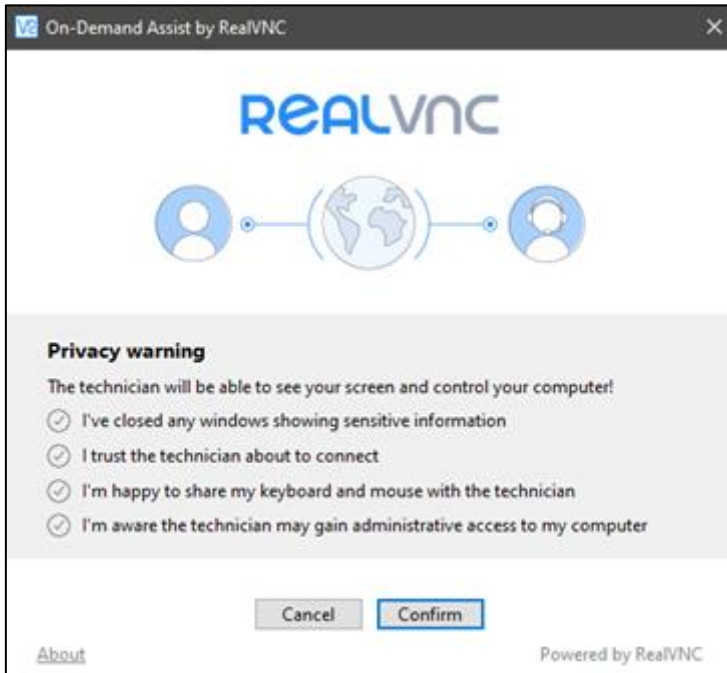 V2 On-Demand Assist by RealVNC
REALVNC
Privacy warning
The technician will be able to see your screen and control your computer!
I've closed any windows showing sensitive information
I trust the technician about to connect
I'm happy to share my keyboard and mouse with the technician
I'm aware the technician may gain administrative access to my computer
Cancel Confirm
About Powered by RealVNC